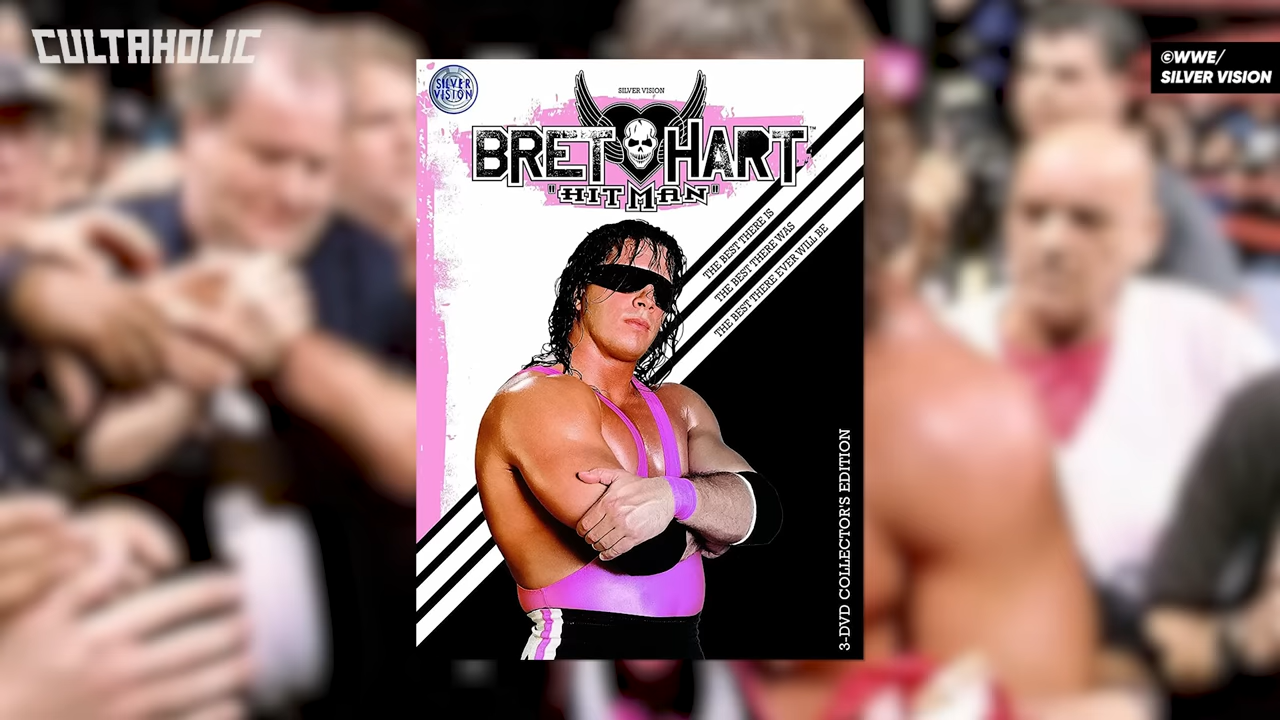 CULTAHOLIC
©WWE/
SILVER VISION
SILVER
VISION
SILVER VISION
BRET HART
"HITMAN"
THE BEST THERE IS
THE BEST THERE WAS
THE BEST THERE EVER WILL BE
3-DVD COLLECTOR'S EDITION